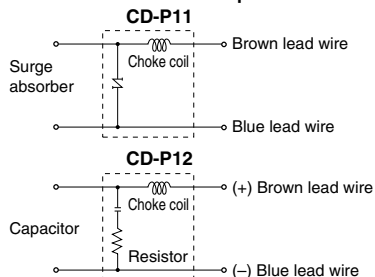 CD-P11
Brown lead wire
Choke coil
Surge
absorber
Blue lead wire
CD-P12
(+) Brown lead wire
Choke coil
Capacitor
Resistor
(–) Blue lead wire